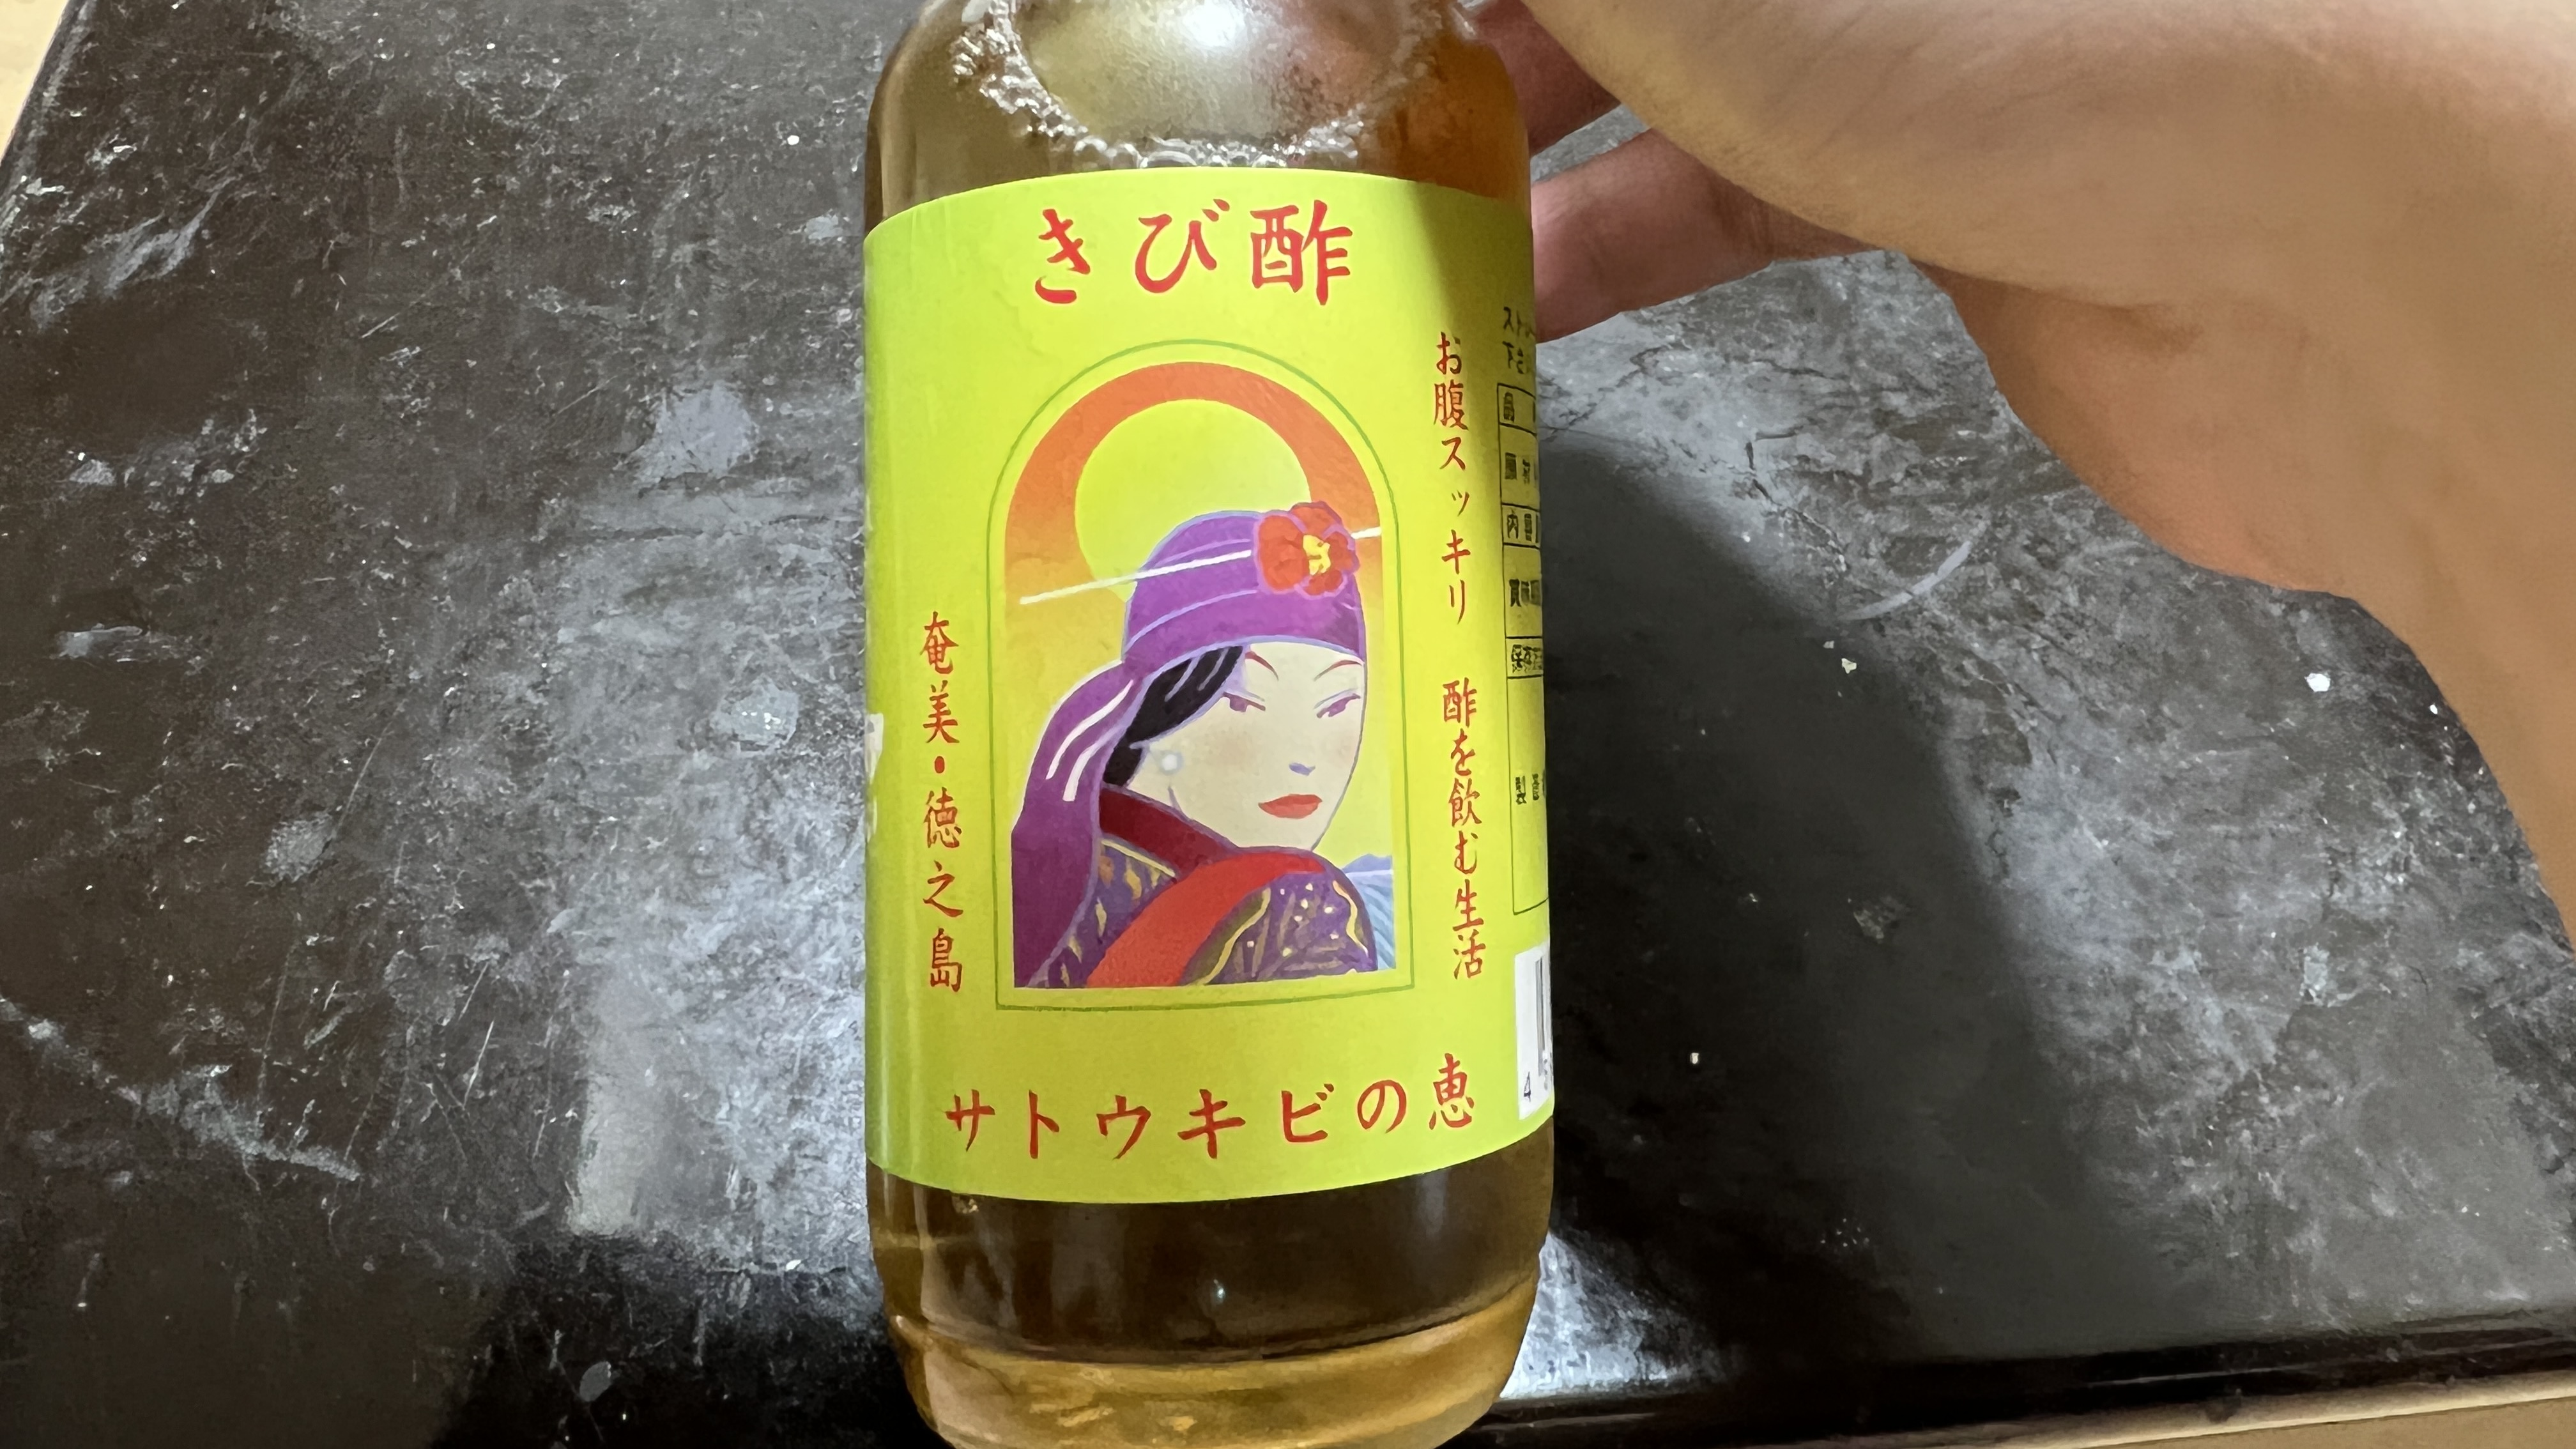 きび酢
お腹スッキリ 酢を飲む生活
奄美・徳之島
サトウキビの恵